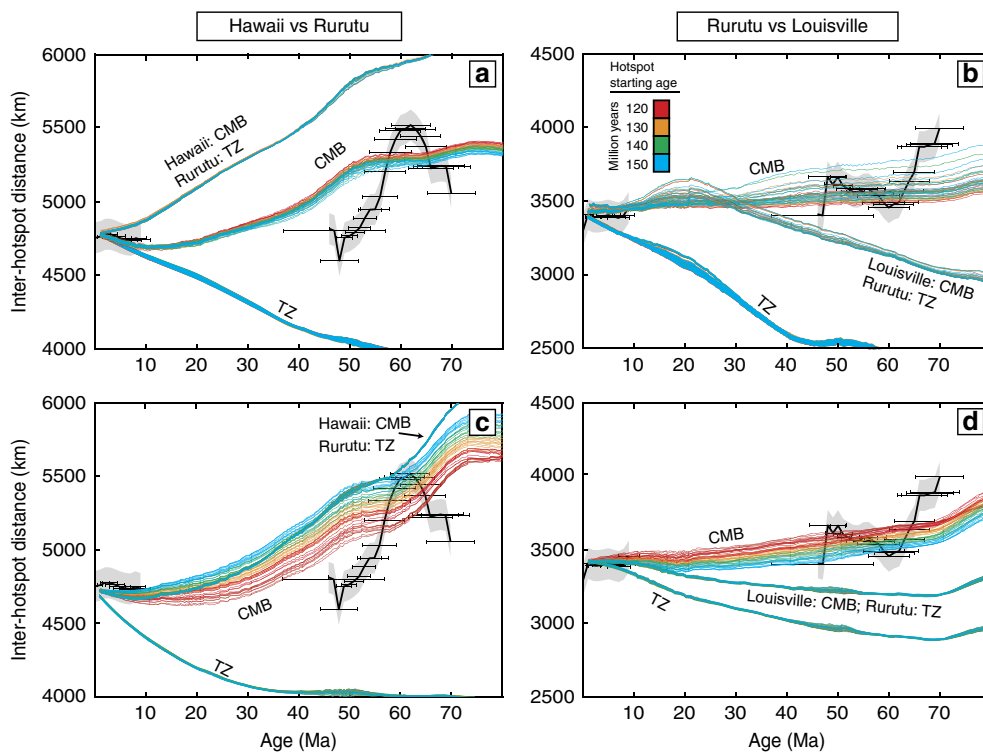 Hawaii vs Rurutu
Rurutu vs Louisville
Inter-hotspot distance (km)
6000
5500
5000
4500
4000
10 20 30 40 50 60 70
a
Hawaii: CMB
Rurutu: TZ
CMB
TZ
4500
4000
3500
3000
2500
10 20 30 40 50 60 70
b
Hotspot
starting age
Million years
120
130
140
150
CMB
Louisville: CMB
Rurutu: TZ
TZ
Inter-hotspot distance (km)
6000
5500
5000
4500
4000
10 20 30 40 50 60 70
Age (Ma)
c
Hawaii: CMB
Rurutu: TZ
CMB
TZ
4500
4000
3500
3000
2500
10 20 30 40 50 60 70
Age (Ma)
d
CMB
Louisville: CMB; Rurutu: TZ
TZ